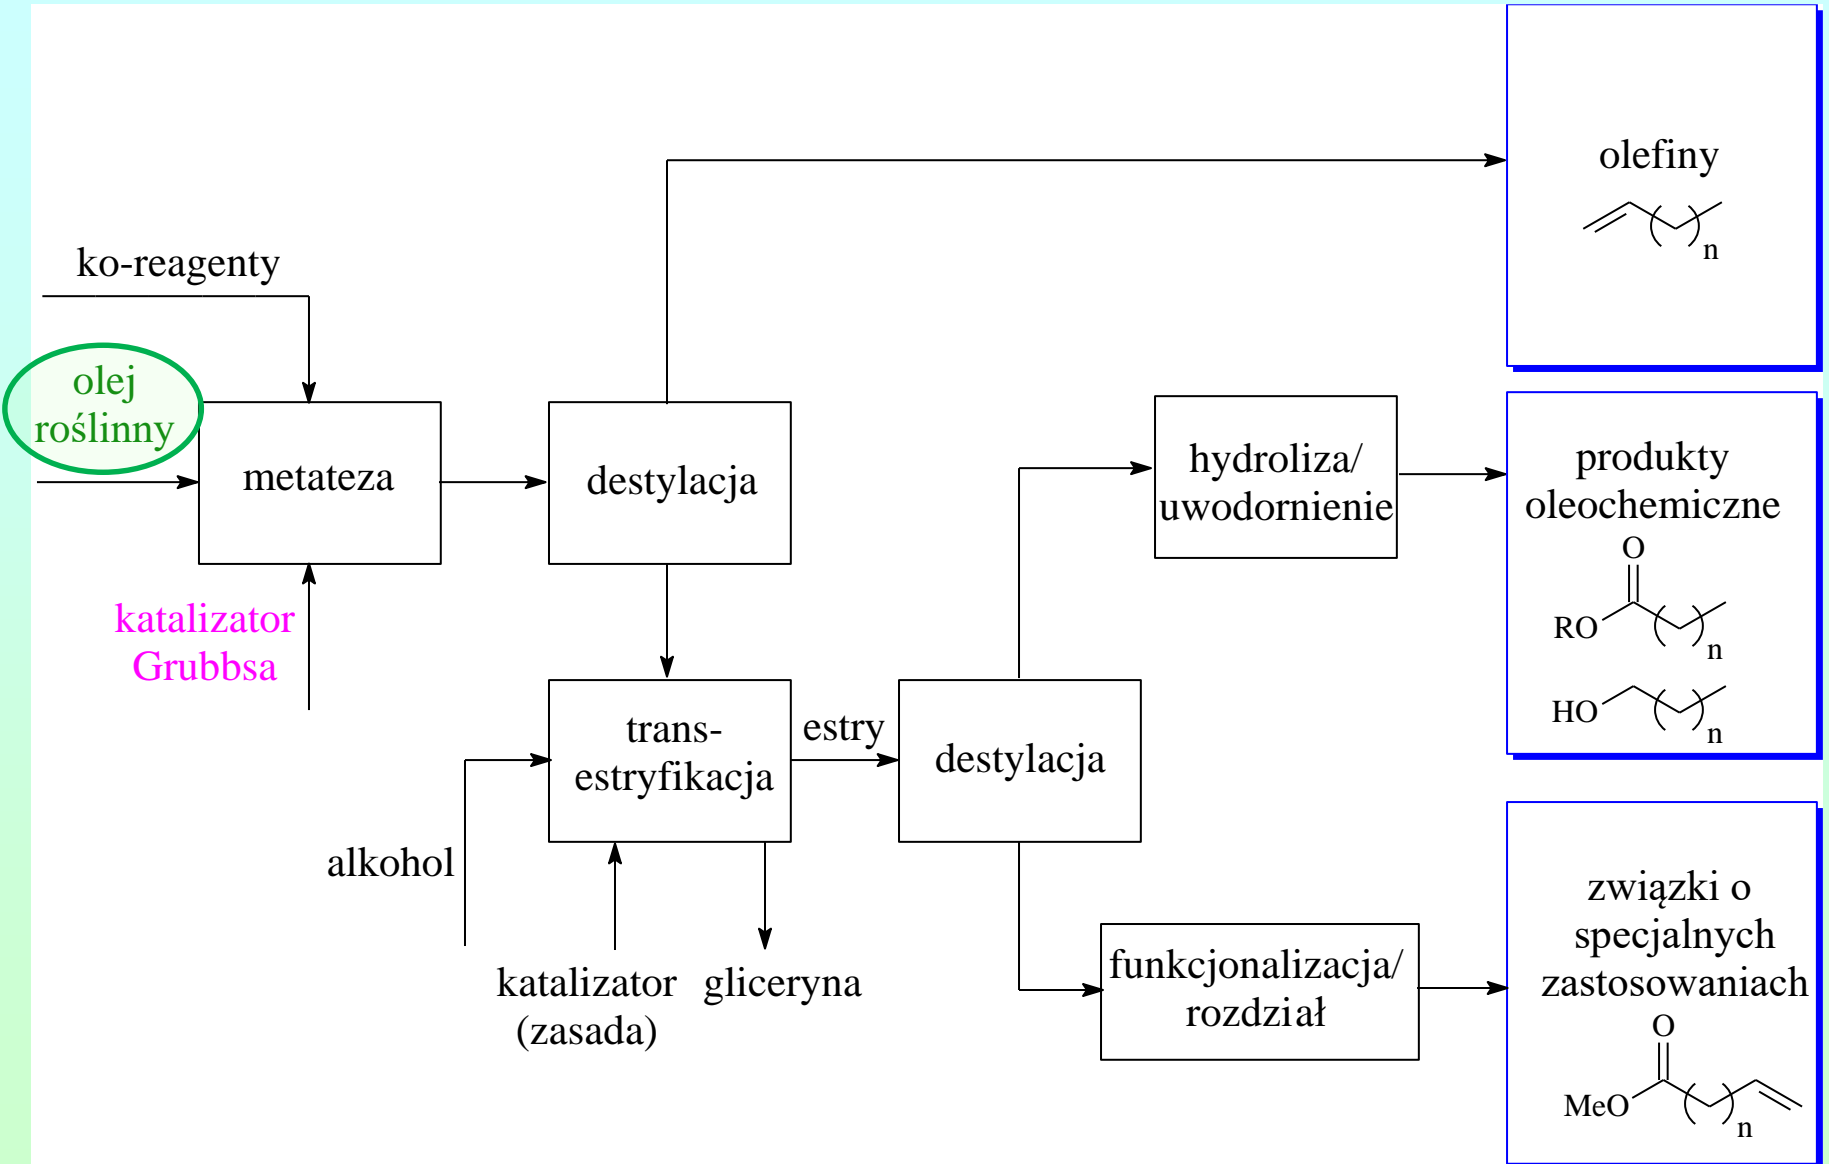 olefiny
n
ko-reagenty
olej
roślinny
metateza
destylacja
hydroliza/
uwodornienie
produkty
oleochemiczne
O
RO
n
HO
n
katalizator
Grubbsa
trans-
estryfikacja
estry
destylacja
alkohol
katalizator
(zasada)
gliceryna
funkcjonalizacja/
rozdział
związki o
specjalnych
zastosowaniach
O
MeO
n